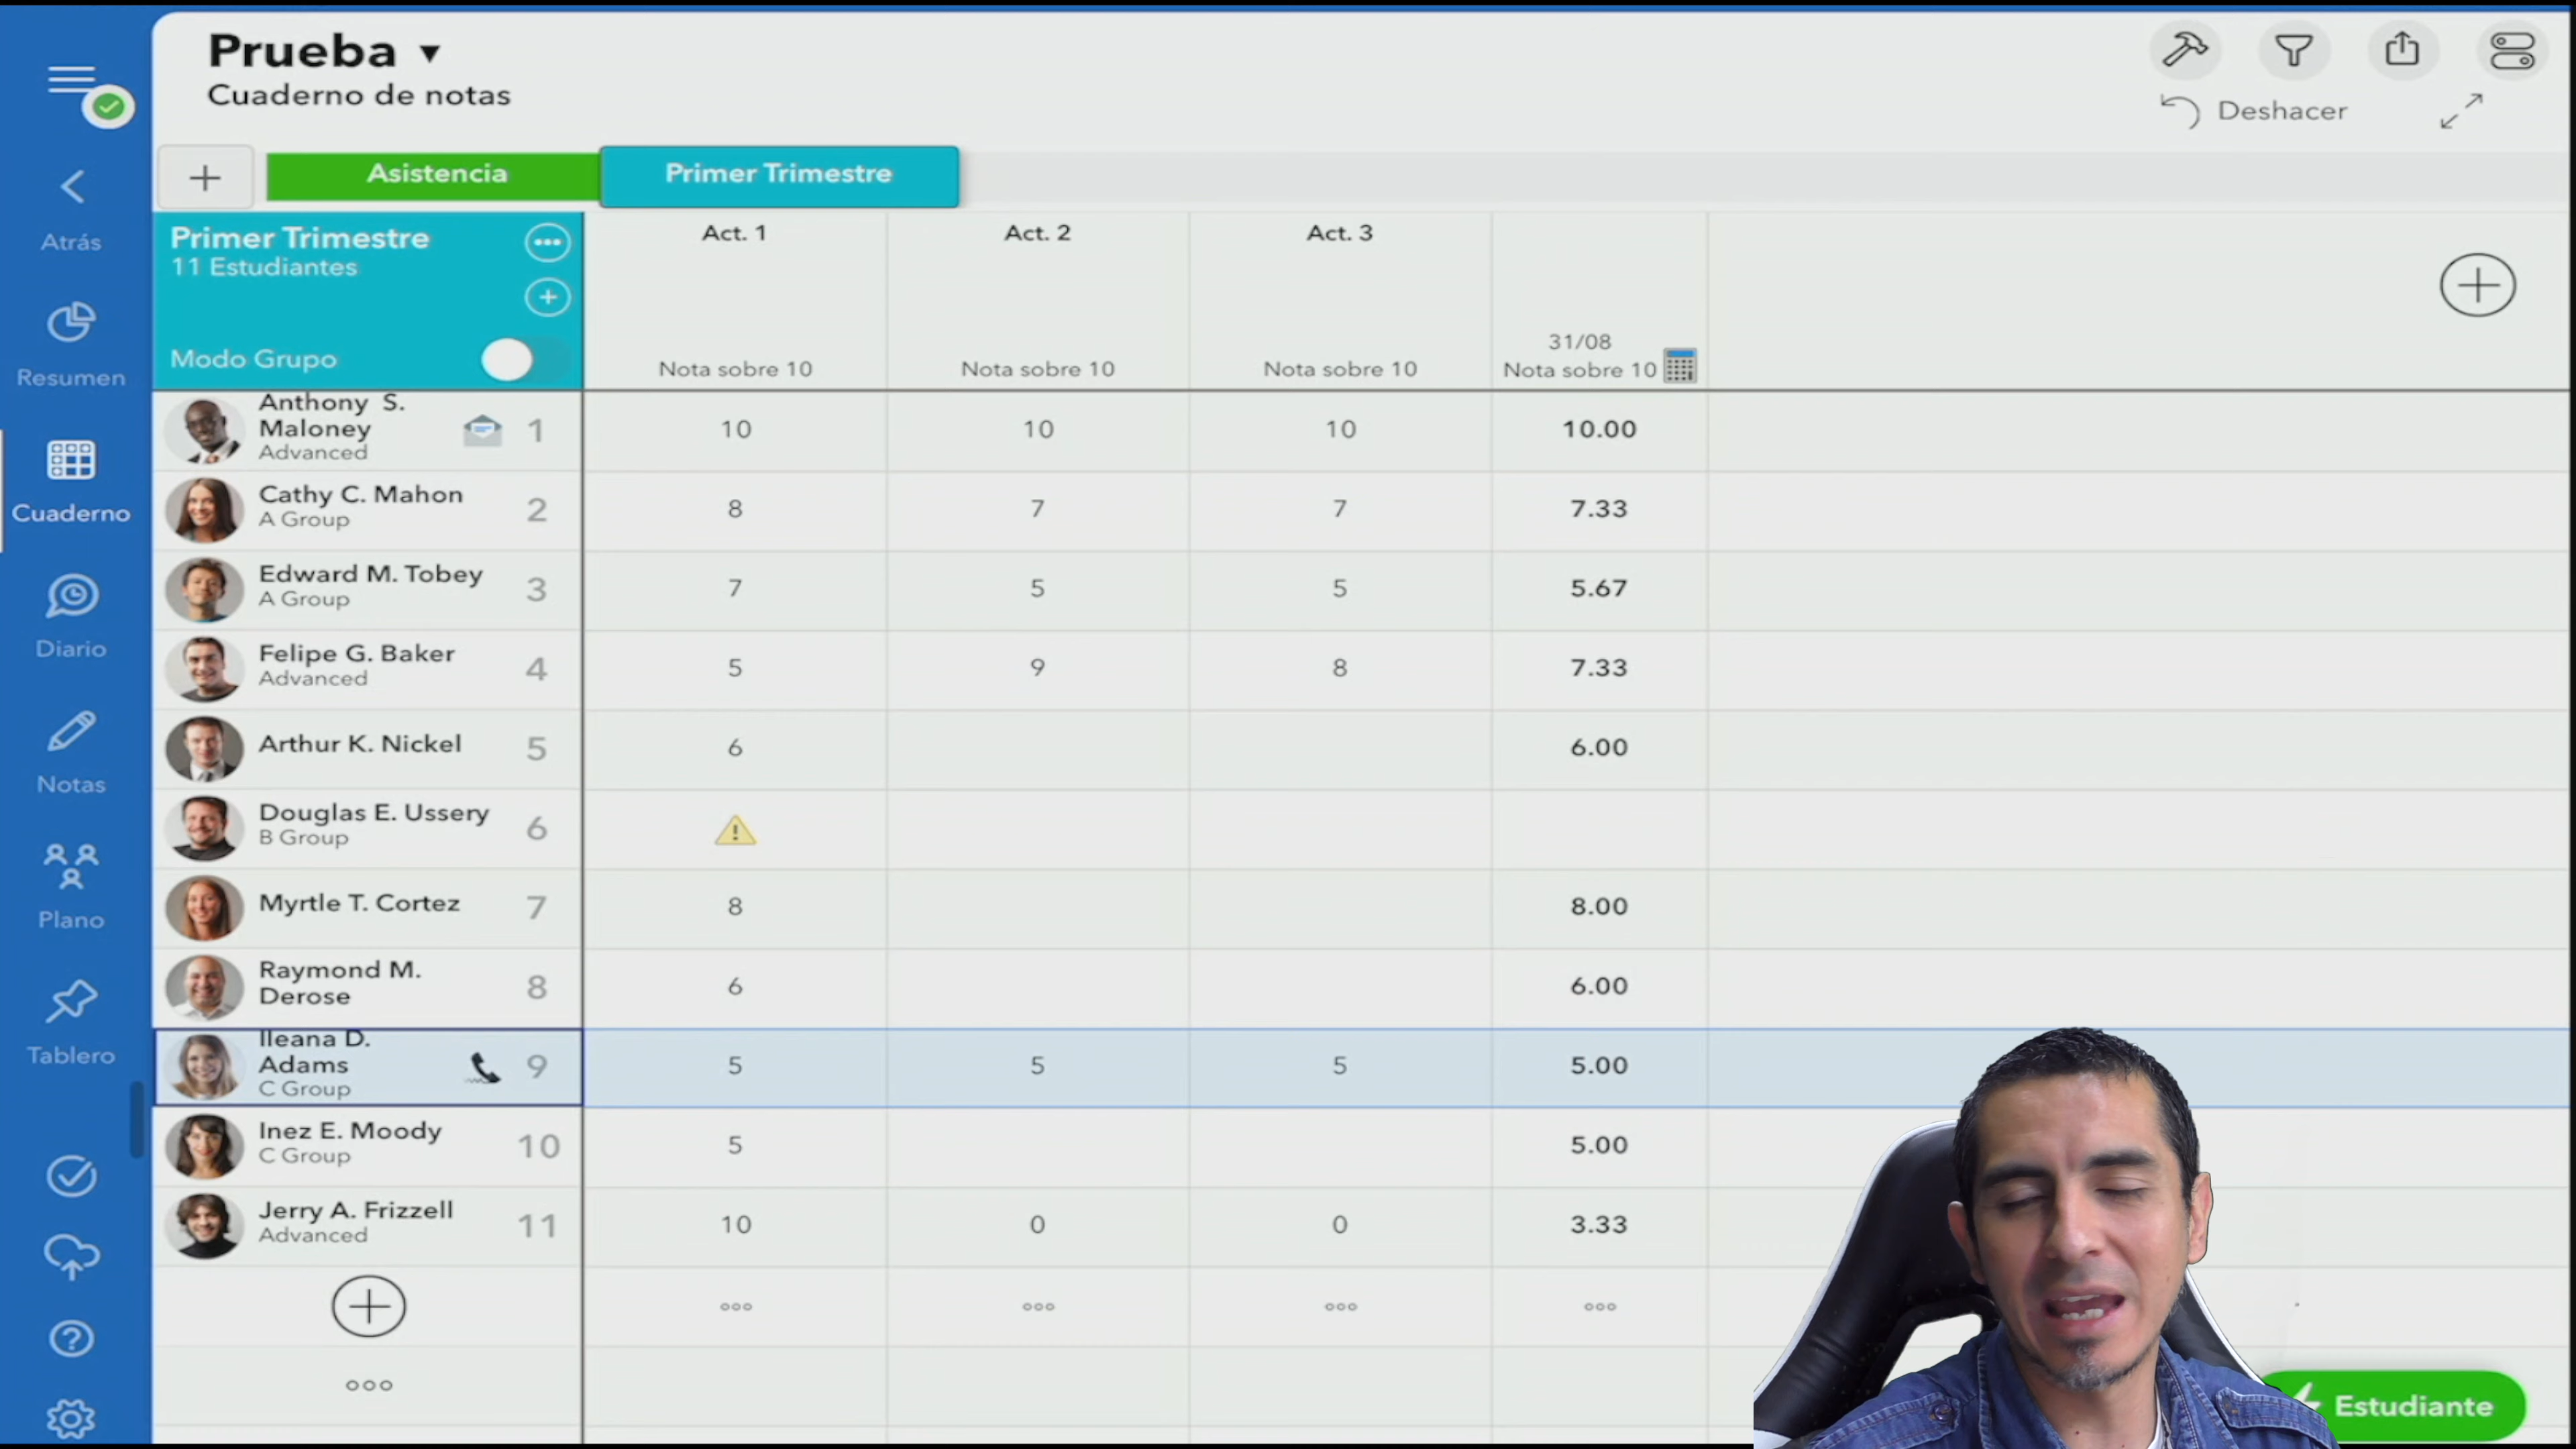 Prueba ▼
Cuaderno de notas
Deshacer
+ Asistencia Primer Trimestre
Atrás
Resumen
Cuaderno
Diario
Notas
Plano
Tablero
Primer Trimestre
11 Estudiantes
Modo Grupo
Act. 1 Act. 2 Act. 3
31/08
Nota sobre 10 Nota sobre 10 Nota sobre 10 Nota sobre 10
Anthony S.
Maloney
Advanced
1 10 10 10 10.00
Cathy C. Mahon
A Group
2 8 7 7 7.33
Edward M. Tobey
A Group
3 7 5 5 5.67
Felipe G. Baker
Advanced
4 5 9 8 7.33
Arthur K. Nickel 5 6 6.00
Douglas E. Ussery
B Group
6
Myrtle T. Cortez 7 8 8.00
Raymond M.
Derose
8 6 6.00
Ileana D.
Adams
C Group
9 5 5 5 5.00
Inez E. Moody
C Group
10 5 5.00
Jerry A. Frizzell
Advanced
11 10 0 0 3.33
Estudiante